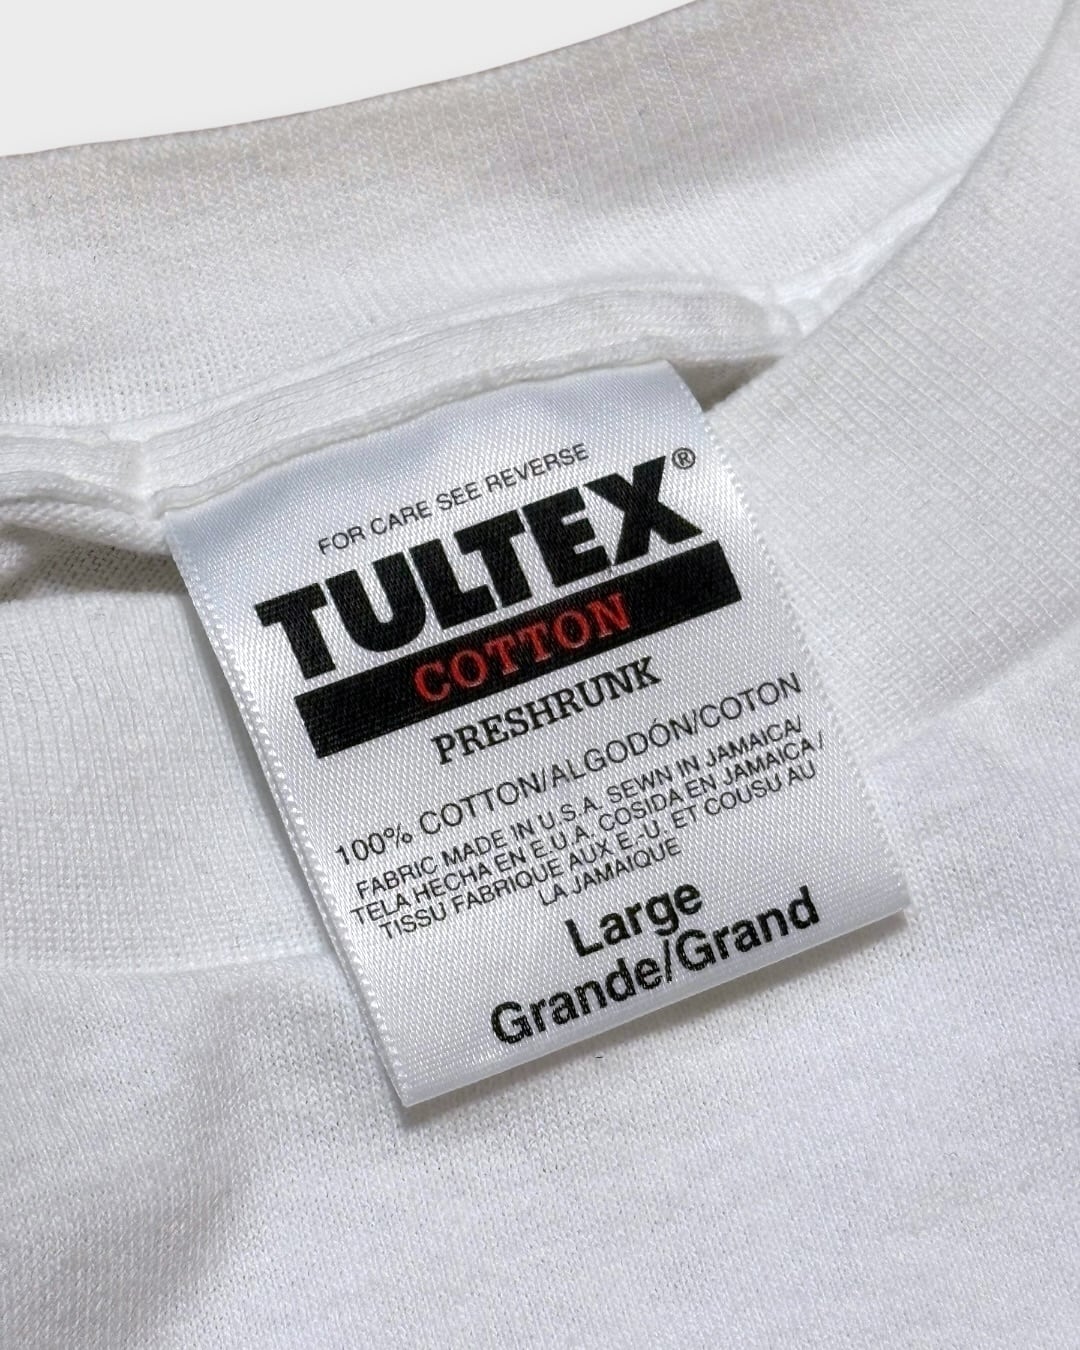 FOR CARE SEE REVERSE
TULTEX®
COTTON
PRESHRUNK
100% COTTON/ALGODÓN/COTON
FABRIC MADE IN U.S.A. SEWN IN JAMAICA/
TELA HECHA EN E.U.A. COSIDA EN JAMAICA /
TISSU FABRIQUE AUX E.-U. ET COUSU AU
LA JAMAIQUE
Large
Grande/Grand